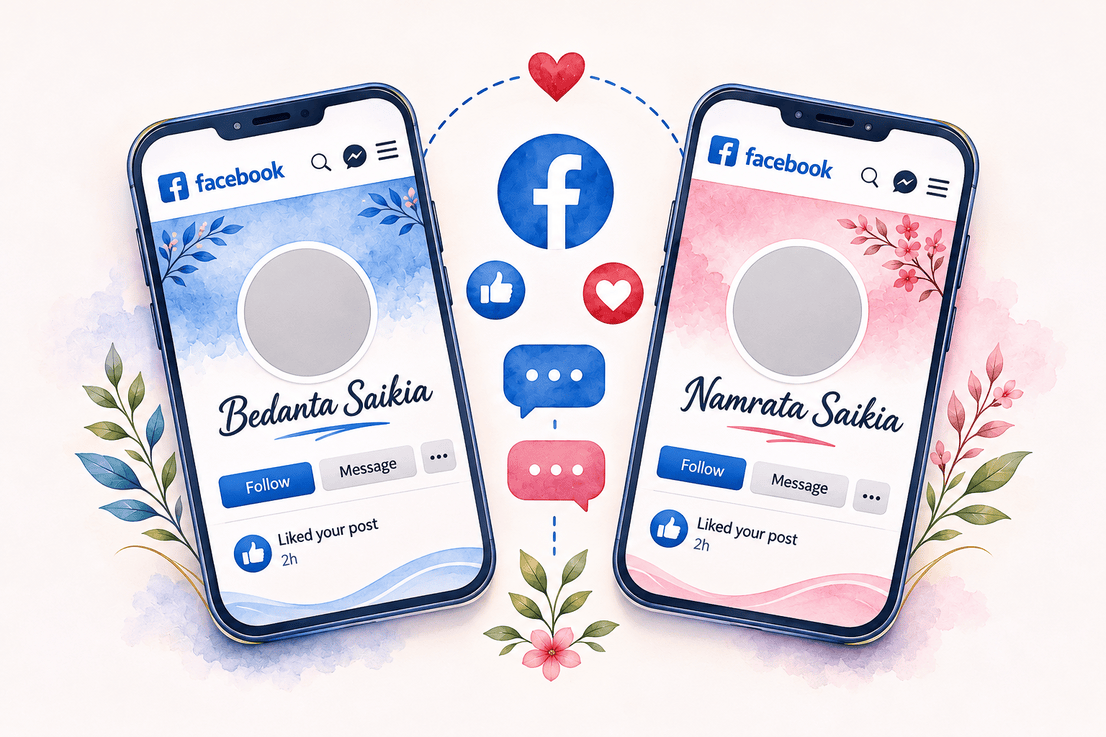 facebook
Bedanta Saikia
Follow
Message
Liked your post
2h
facebook
Namrata Saikia
Follow
Message
Liked your post
2h